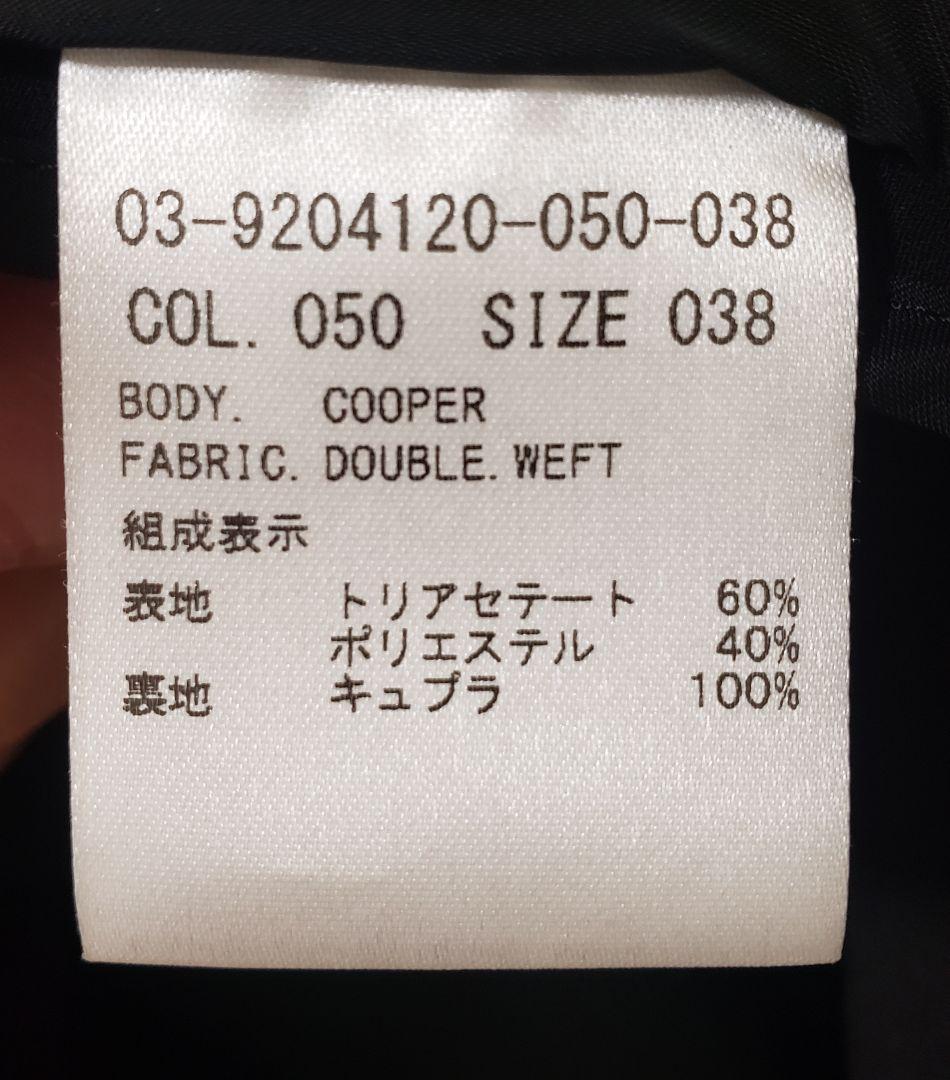 03-9204120-050-038
COL. 050 SIZE 038
BODY. COOPER
FABRIC. DOUBLE. WEFT
組成表示
表地 トリアセテート 60%
ポリエステル 40%
裏地 キュプラ 100%